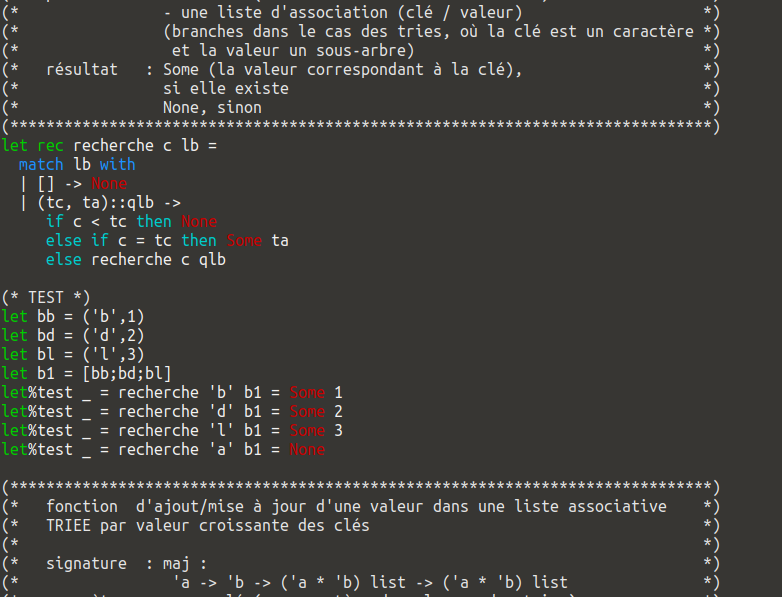 (*                - une liste d'association (clé / valeur)                    *)
(*                (branches dans le cas des tries, où la clé est un caractère *)
(*                 et la valeur un sous-arbre)                                *)
(*   résultat   : Some (la valeur correspondant à la clé),                    *)
(*                si elle existe                                              *)
(*                None, sinon                                                 *)
(******************************************************************************)
let rec recherche c lb =
  match lb with
  | [] -> None
  | (tc, ta)::qlb ->
     if c < tc then None
     else if c = tc then Some ta
     else recherche c qlb
(* TEST *)
let bb = ('b',1)
let bd = ('d',2)
let bl = ('l',3)
let b1 = [bb;bd;bl]
let%test _ = recherche 'b' b1 = Some 1
let%test _ = recherche 'd' b1 = Some 2
let%test _ = recherche 'l' b1 = Some 3
let%test _ = recherche 'a' b1 = None
(******************************************************************************)
(*   fonction  d'ajout/mise à jour d'une valeur dans une liste associative    *)
(*   TRIEE par valeur croissante des clés                                     *)
(*                                                                            *)
(*   signature  : maj :                                                       *)
(*                 'a -> 'b -> ('a * 'b) list -> ('a * 'b) list               *)